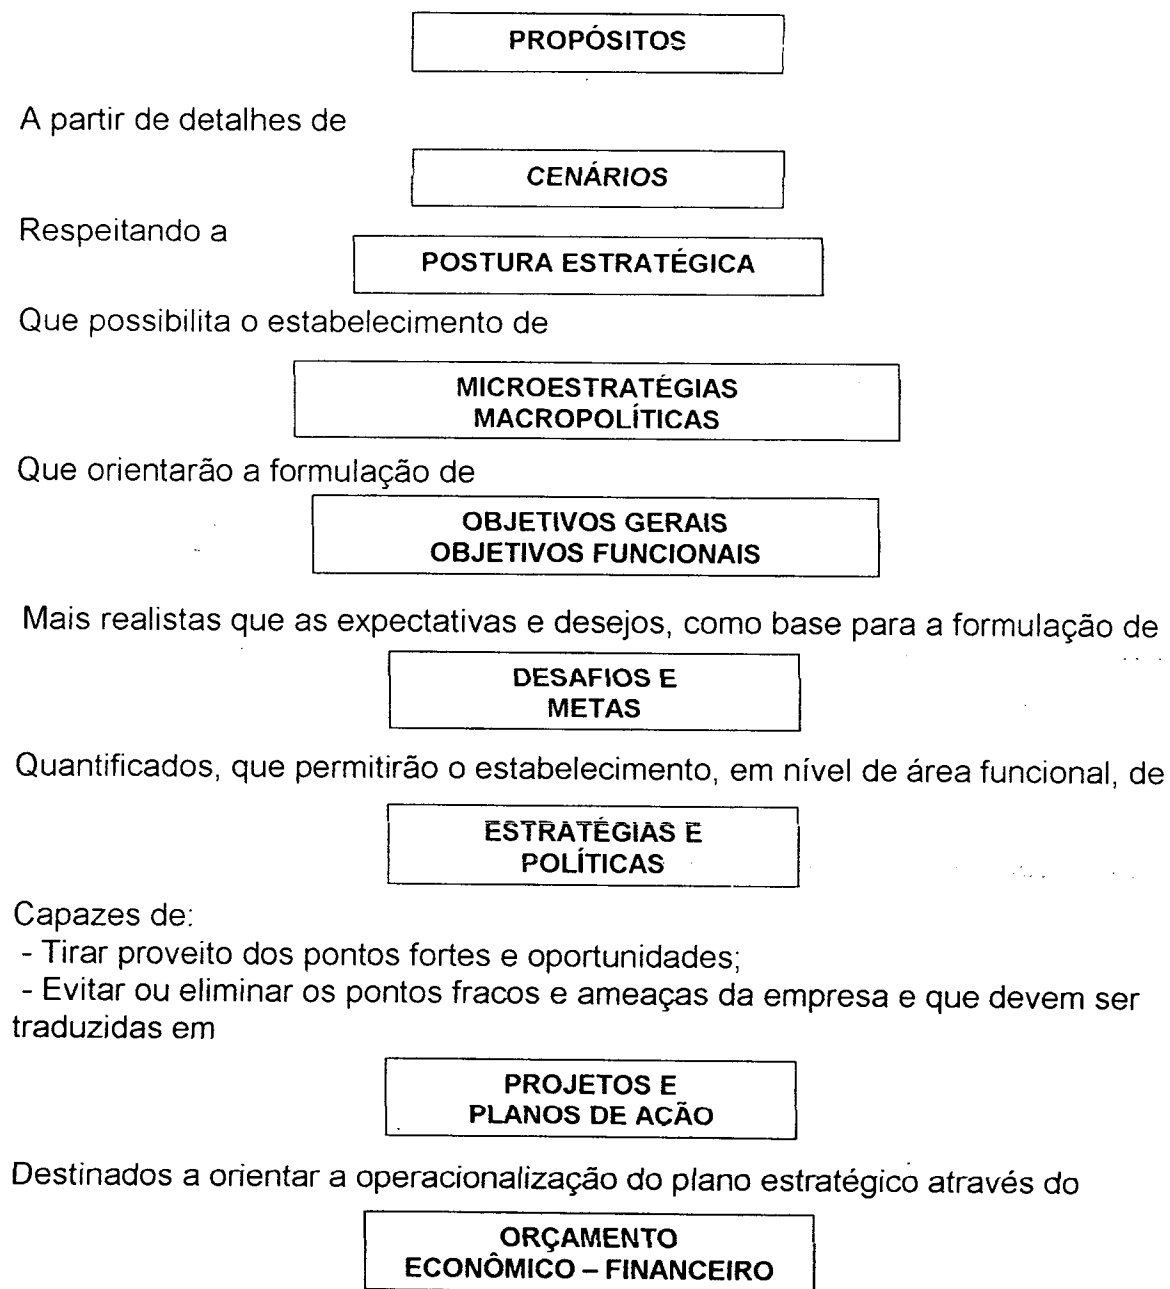 PROPÓSITOS
A partir de detalhes de
CENÁRIOS
Respeitando a
POSTURA ESTRATÉGICA
Que possibilita o estabelecimento de
MICROESTRATÉGIAS
MACROPOLÍTICAS
Que orientarão a formulação de
OBJETIVOS GERAIS
OBJETIVOS FUNCIONAIS
Mais realistas que as expectativas e desejos, como base para a formulação de
DESAFIOS E
METAS
Quantificados, que permitirão o estabelecimento, em nível de área funcional, de
ESTRATÉGIAS E
POLÍTICAS
Capazes de:
- Tirar proveito dos pontos fortes e oportunidades;
- Evitar ou eliminar os pontos fracos e ameaças da empresa e que devem ser
traduzidas em
PROJETOS E
PLANOS DE AÇÃO
Destinados a orientar a operacionalização do plano estratégico através do
ORÇAMENTO
ECONÔMICO – FINANCEIRO